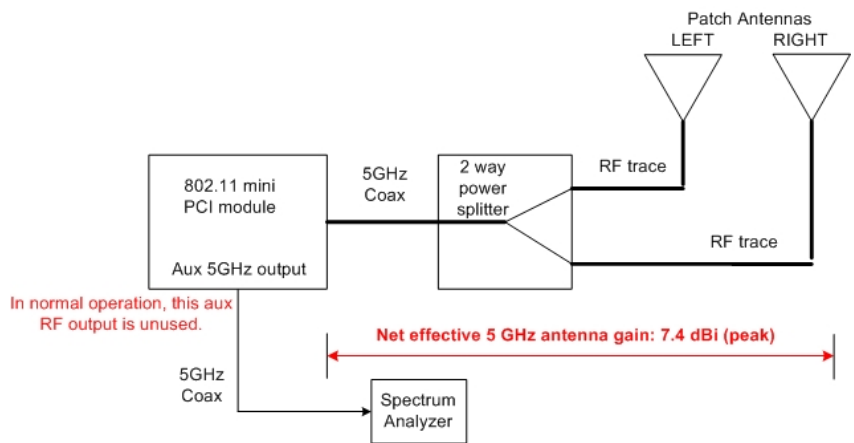 Patch Antennas
LEFT
RIGHT
802.11 mini
PCI module
Aux 5GHz output
5GHz
Coax
2 way
power
splitter
RF trace
RF trace
In normal operation, this aux
RF output is unused.
Net effective 5 GHz antenna gain: 7.4 dBi (peak)
5GHz
Coax
Spectrum
Analyzer